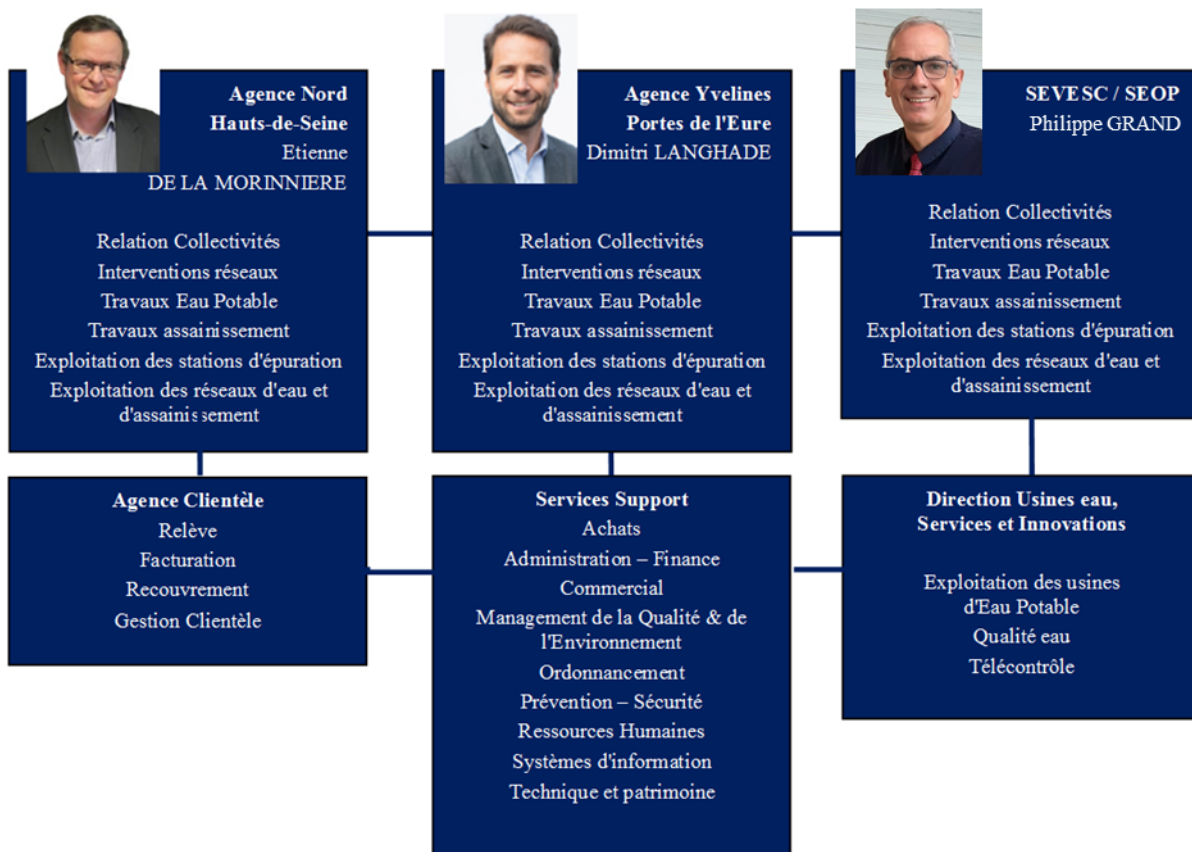 Agence Nord
Hauts-de-Seine
Etienne
DE LA MORINNIERE
Relation Collectivités
Interventions réseaux
Travaux Eau Potable
Travaux assainissement
Exploitation des stations d'épuration
Exploitation des réseaux d'eau et
d'assainissement
Agence Yvelines
Portes de l'Eure
Dimitri LANGHADE
Relation Collectivités
Interventions réseaux
Travaux Eau Potable
Travaux assainissement
Exploitation des stations d'épuration
Exploitation des réseaux d'eau et
d'assainissement
SEVESC / SEOP
Philippe GRAND
Relation Collectivités
Interventions réseaux
Travaux Eau Potable
Travaux assainissement
Exploitation des stations d'épuration
Exploitation des réseaux d'eau et
d'assainissement
Agence Clientèle
Relève
Facturation
Recouvrement
Gestion Clientèle
Services Support
Achats
Administration – Finance
Commercial
Management de la Qualité & de
l'Environnement
Ordonnancement
Prévention – Sécurité
Ressources Humaines
Systèmes d'information
Technique et patrimoine
Direction Usines eau,
Services et Innovations
Exploitation des usines
d'Eau Potable
Qualité eau
Télécontrôle